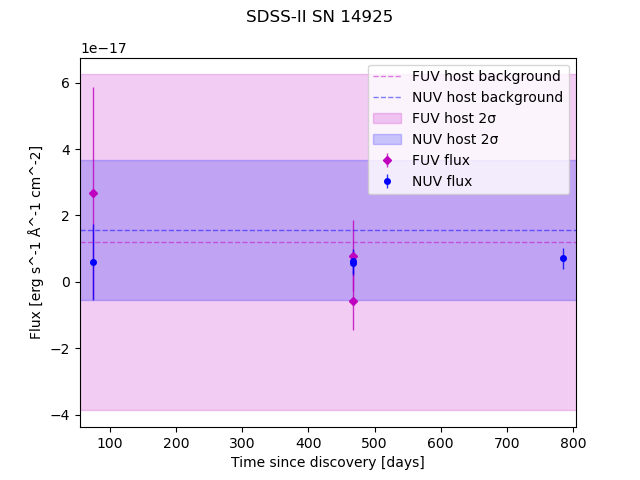 SDSS-II SN 14925
1e−17
FUV host background
NUV host background
FUV host 2σ
NUV host 2σ
FUV flux
NUV flux
6
4
2
0
−2
−4
Flux [erg s^-1 Å^-1 cm^-2]
100 200 300 400 500 600 700 800
Time since discovery [days]